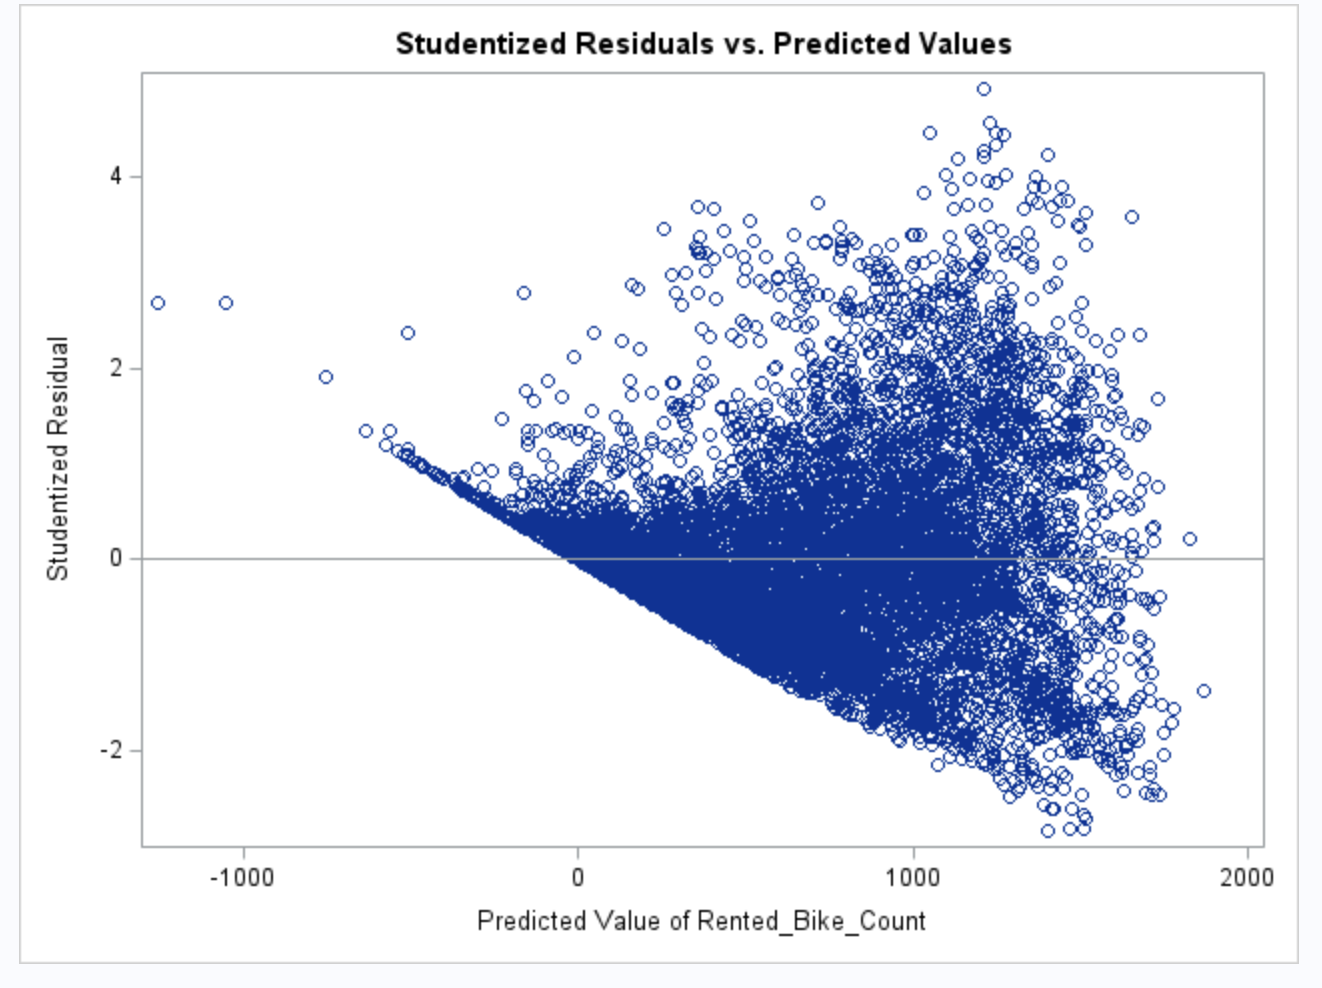 Studentized Residuals vs. Predicted Values
4
2
0
-2
Studentized Residual
-1000
0
1000
2000
Predicted Value of Rented_Bike_Count